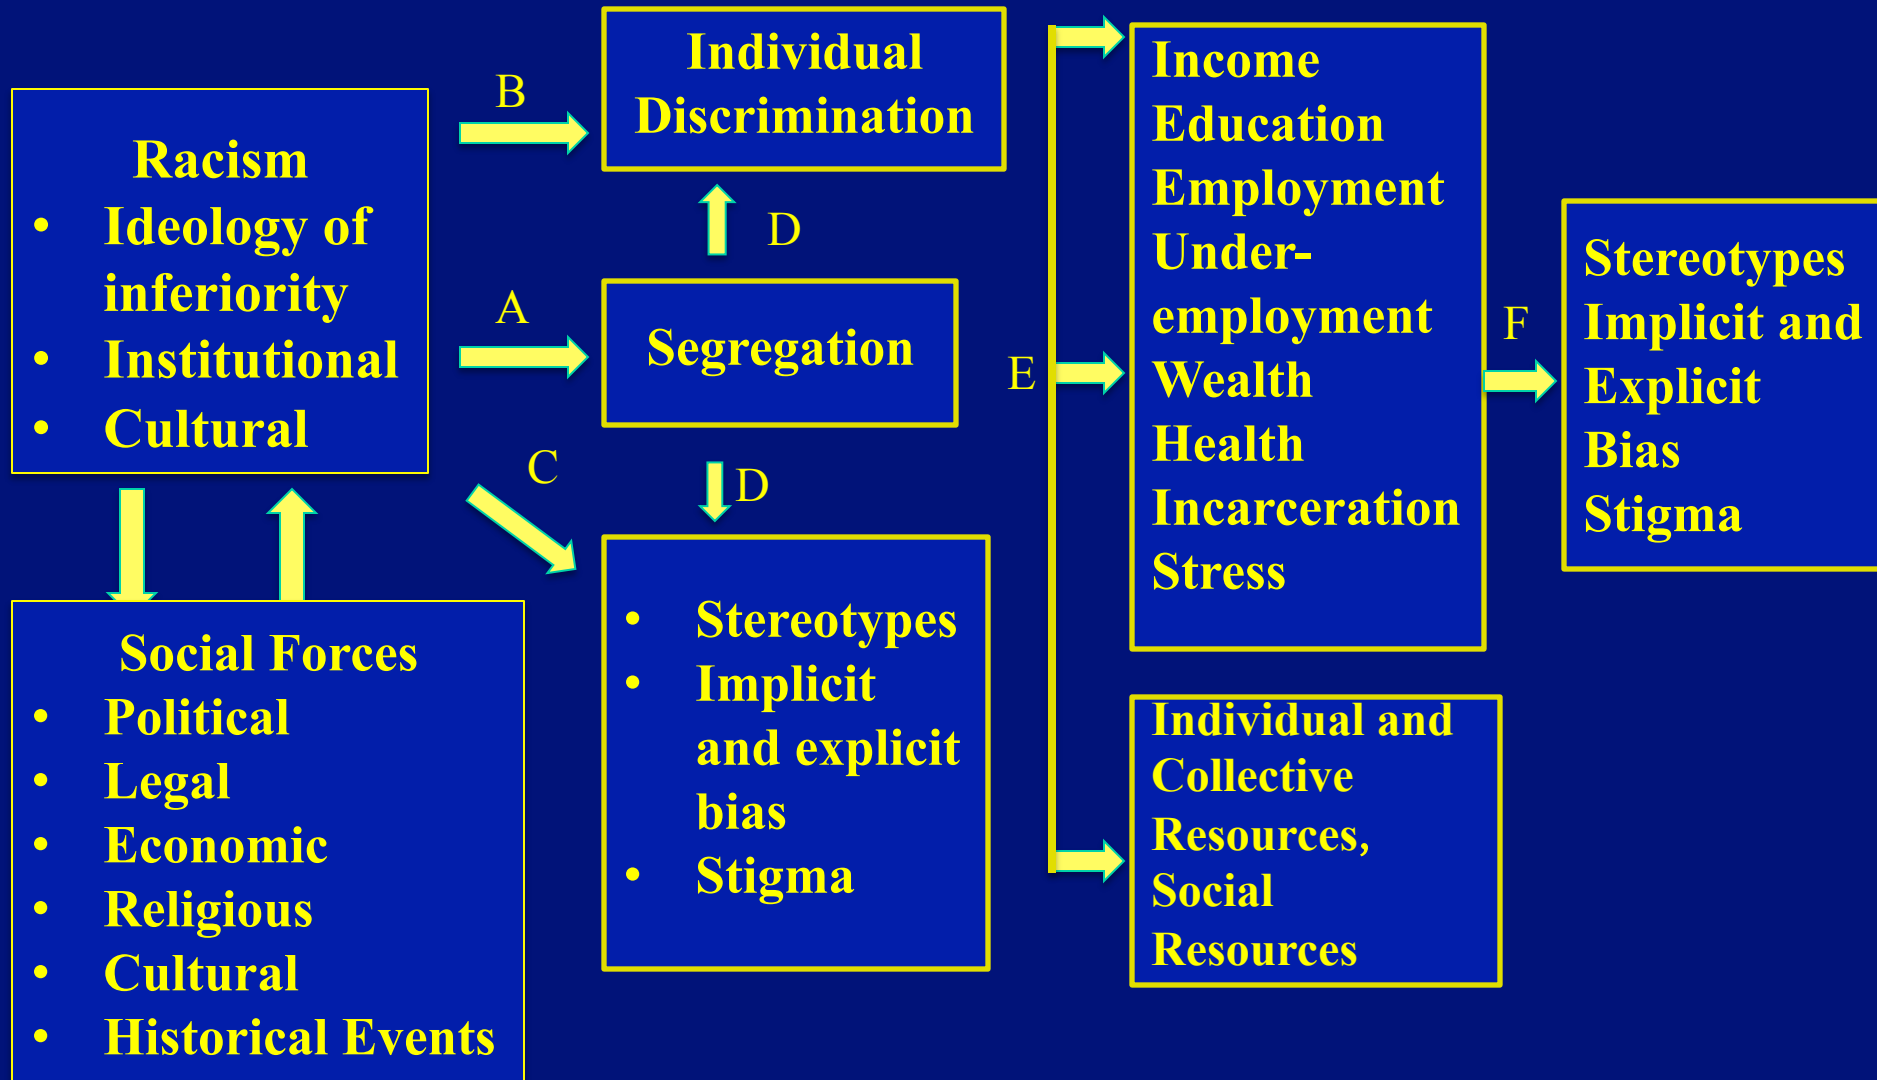 Racism
• Ideology of
inferiority
• Institutional
• Cultural
Social Forces
• Political
• Legal
• Economic
• Religious
• Cultural
• Historical Events
B
A
C
Individual
Discrimination
D
Segregation
D
• Stereotypes
• Implicit
and explicit
bias
• Stigma
E
Income
Education
Employment
Under-
employment
Wealth
Health
Incarceration
Stress
Individual and
Collective
Resources,
Social
Resources
F
Stereotypes
Implicit and
Explicit
Bias
Stigma